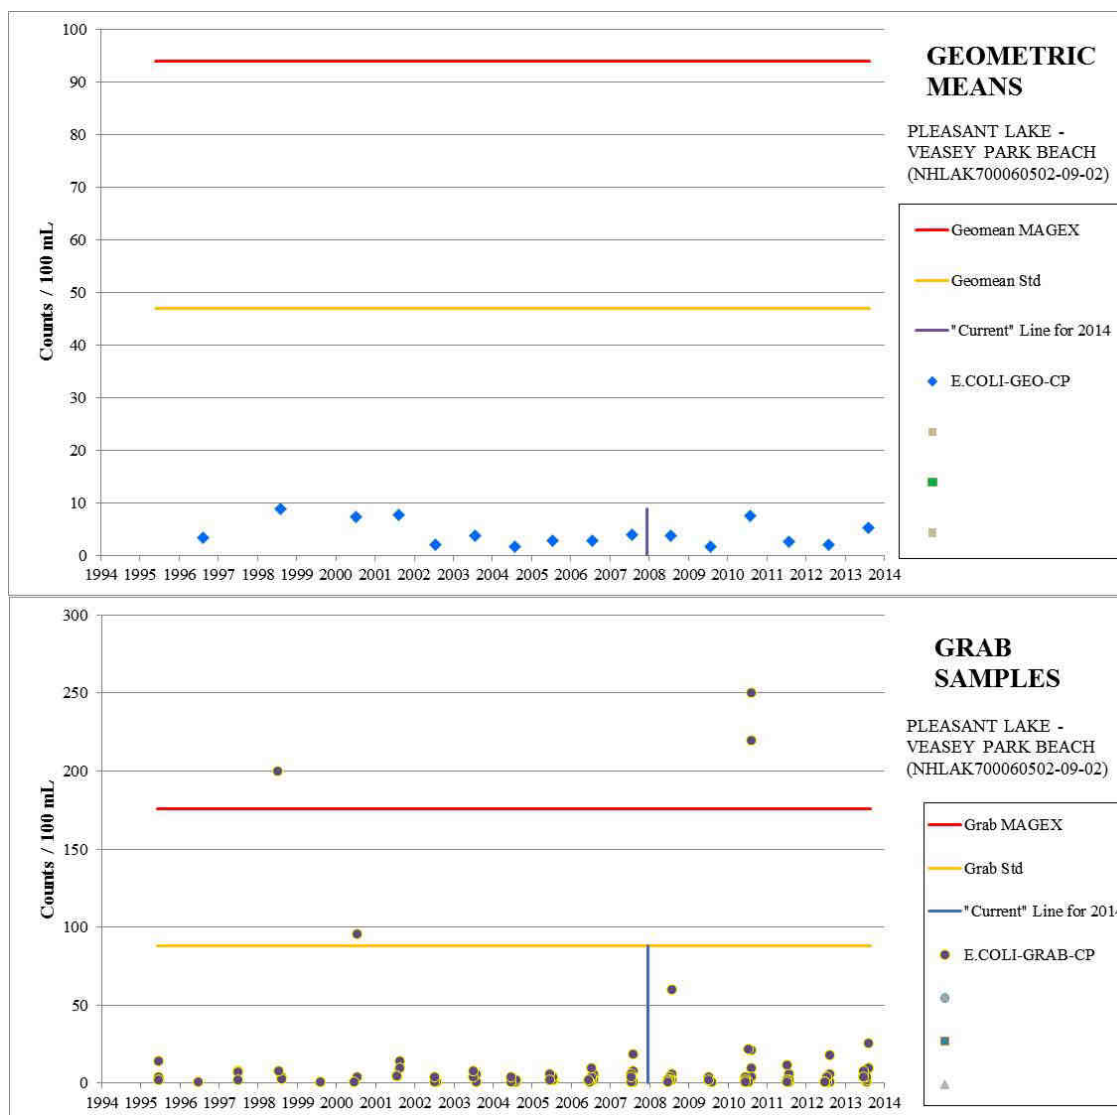 100
90
80
70
60
50
40
30
20
10
0
Counts / 100 mL
1994 1995 1996 1997 1998 1999 2000 2001 2002 2003 2004 2005 2006 2007 2008 2009 2010 2011 2012 2013 2014
GEOMETRIC
MEANS
PLEASANT LAKE -
VEASEY PARK BEACH
(NHLAK700060502-09-02)
Geomean MAGEX
Geomean Std
"Current" Line for 2014
E.COLI-GEO-CP
300
250
200
150
100
50
0
Counts / 100 mL
1994 1995 1996 1997 1998 1999 2000 2001 2002 2003 2004 2005 2006 2007 2008 2009 2010 2011 2012 2013 2014
GRAB
SAMPLES
PLEASANT LAKE -
VEASEY PARK BEACH
(NHLAK700060502-09-02)
Grab MAGEX
Grab Std
"Current" Line for 2014
E.COLI-GRAB-CP